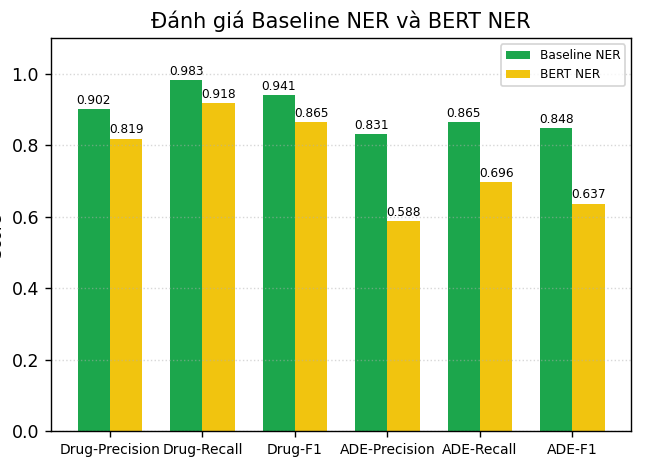 Đánh giá Baseline NER và BERT NER
Baseline NER
BERT NER
1.0
0.8
0.6
0.4
0.2
0.0
0.902
0.819
0.983
0.918
0.941
0.865
0.831
0.588
0.865
0.696
0.848
0.637
Drug-Precision
Drug-Recall
Drug-F1
ADE-Precision
ADE-Recall
ADE-F1